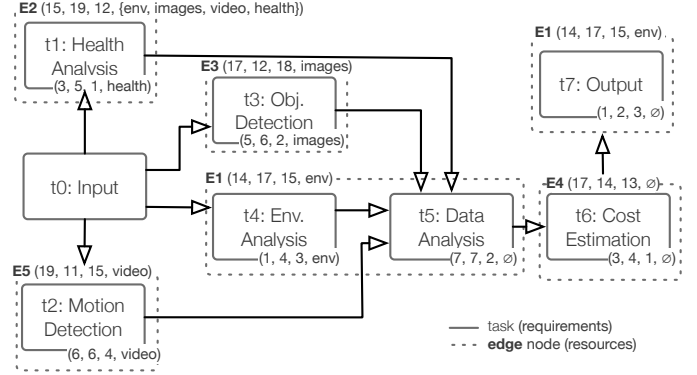 E2 (15, 19, 12, {env, images, video, health})
t1: Health
Analysis
(3, 5, 1, health)
E3 (17, 12, 18, images)
t3: Obj.
Detection
(5, 6, 2, images)
E1 (14, 17, 15, env)
t7: Output
(1, 2, 3, ∅)
t0: Input
E1 (14, 17, 15, env)
t4: Env.
Analysis
(1, 4, 3, env)
t5: Data
Analysis
(7, 7, 2, ∅)
E4 (17, 14, 13, ∅)
t6: Cost
Estimation
(3, 4, 1, ∅)
E5 (19, 11, 15, video)
t2: Motion
Detection
(6, 6, 4, video)
task (requirements)
edge node (resources)